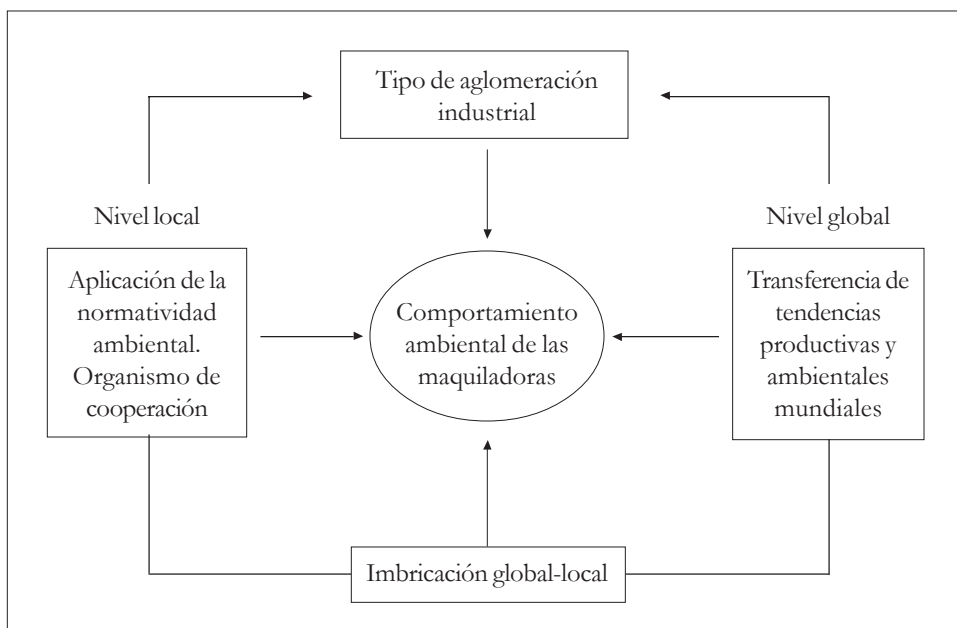 Tipo de aglomeración
industrial
Nivel local
Nivel global
Aplicación de la
normatividad
ambiental.
Organismo de
cooperación
Comportamiento
ambiental de las
maquiladoras
Transferencia de
tendencias
productivas y
ambientales
mundiales
Imbricación global-local